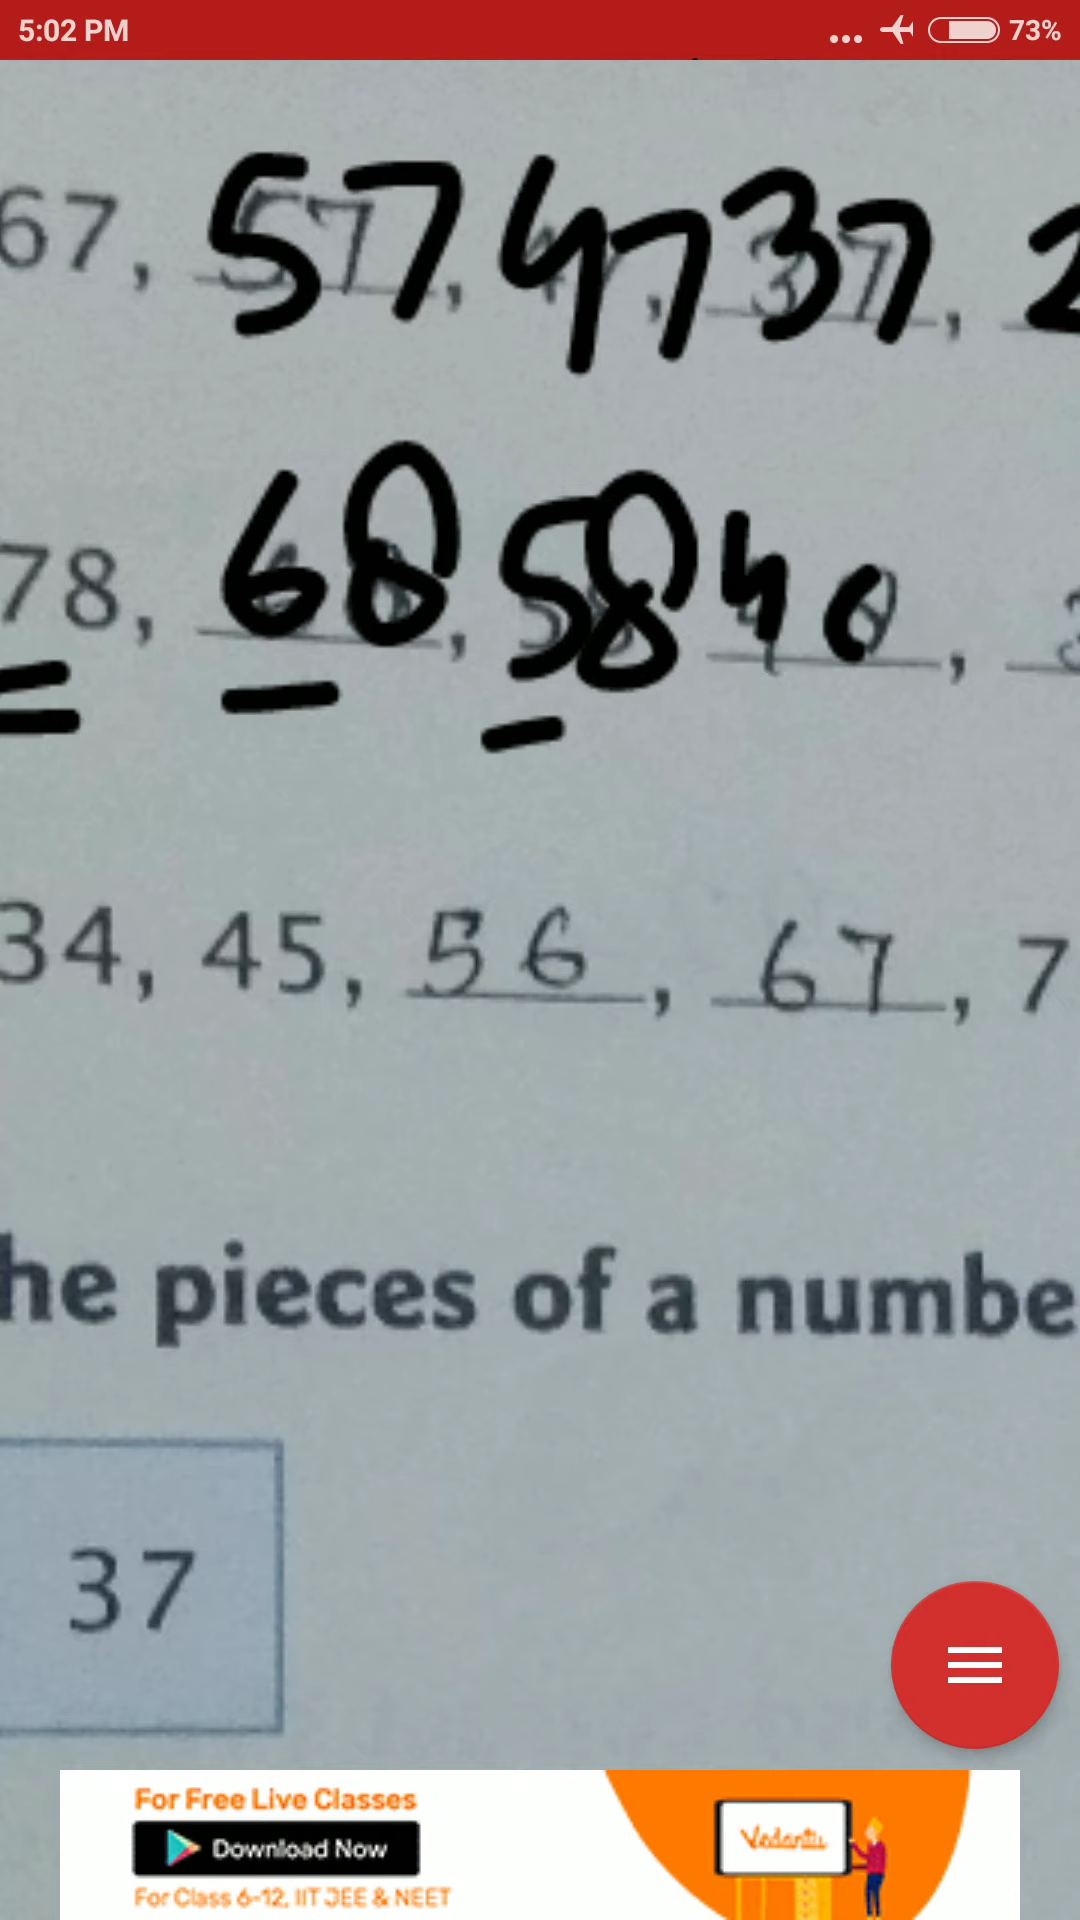 5:02 PM ... 73%
67, 57, 47, 37, 2
78, 68, 58, 4
34, 45, 56, 67, 7
he pieces of a numbe
37
For Free Live Classes
Download Now
For Class 6-12, IIT JEE & NEET
Vedantu